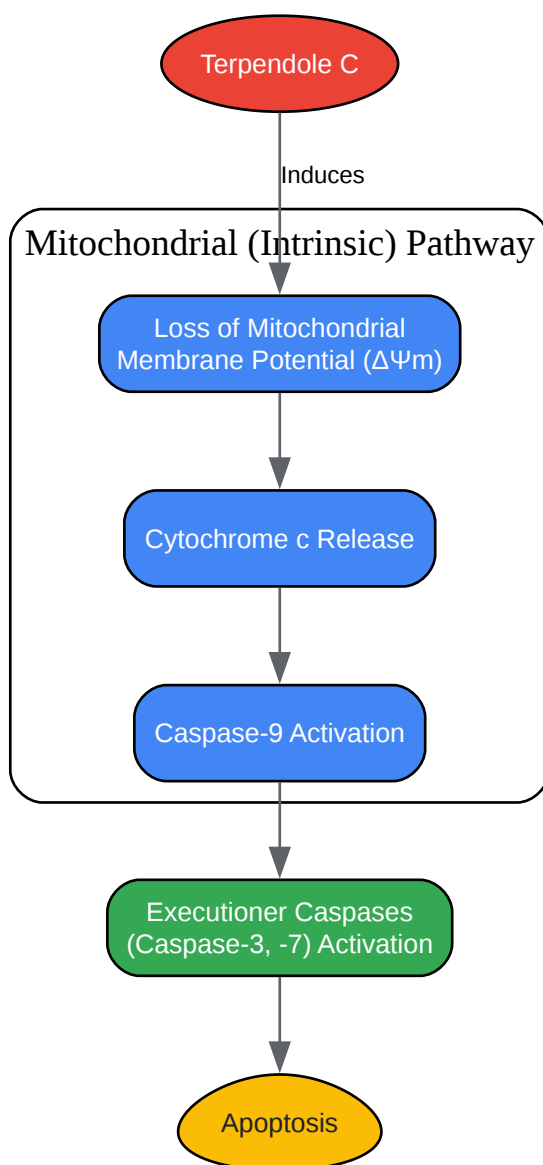 Terpendole C
Induces
Mitochondrial (Intrinsic) Pathway
Loss of Mitochondrial
Membrane Potential (ΔΨm)
Cytochrome c Release
Caspase-9 Activation
Executioner Caspases
(Caspase-3, -7) Activation
Apoptosis